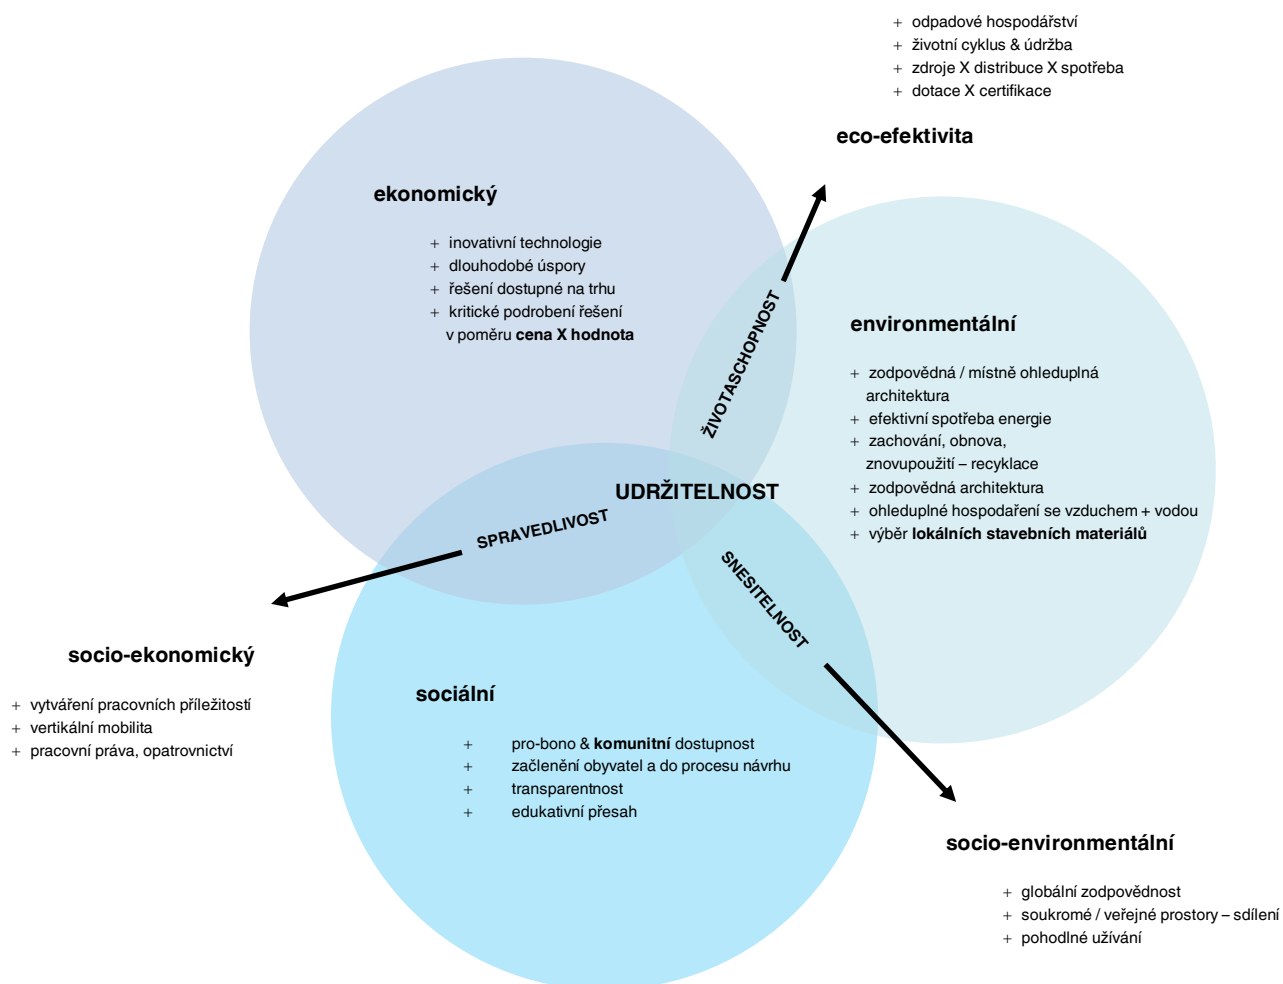 + odpadové hospodářství
+ životní cyklus & údržba
+ zdroje X distribuce X spotřeba
+ dotace X certifikace
eco-efektivita
ekonomický
+ inovativní technologie
+ dlouhodobé úspory
+ řešení dostupné na trhu
+ kritické podrobení řešení
v poměru cena X hodnota
ŽIVOTASCHOPNOST
environmentální
+ zodpovědná / místně ohleduplná
architektura
+ efektivní spotřeba energie
+ zachování, obnova,
znovupoužití – recyklace
+ zodpovědná architektura
+ ohleduplné hospodaření se vzduchem + vodou
+ výběr lokálních stavebních materiálů
UDRŽITELNOST
SPRAVEDLIVOST
SNESITELNOST
socio-ekonomický
+ vytváření pracovních příležitostí
+ vertikální mobilita
+ pracovní práva, opatrovnictví
sociální
+ pro-bono & komunitní dostupnost
+ začlenění obyvatel a do procesu návrhu
+ transparentnost
+ edukativní přesah
socio-environmentální
+ globální zodpovědnost
+ soukromé / veřejné prostory – sdílení
+ pohodlné užívání